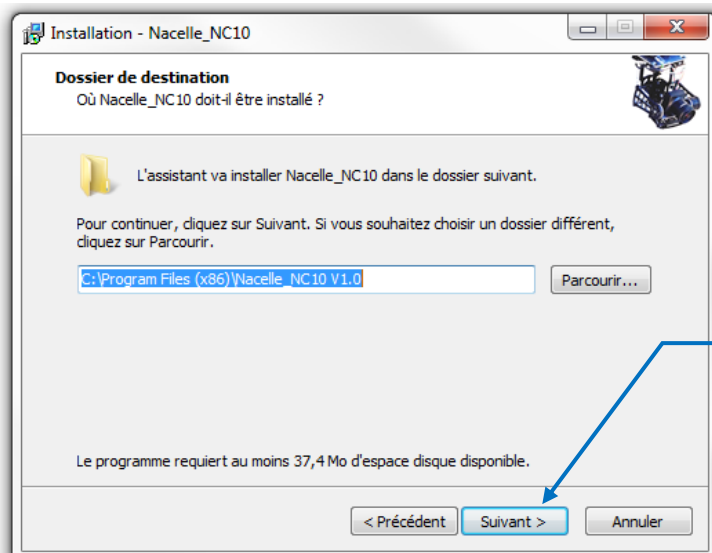 Installation - Nacelle_NC10
Dossier de destination
Où Nacelle_NC10 doit-il être installé ?
L'assistant va installer Nacelle_NC10 dans le dossier suivant.
Pour continuer, cliquez sur Suivant. Si vous souhaitez choisir un dossier différent,
cliquez sur Parcourir.
C:\Program Files (x86)\Nacelle_NC10 V1.0
Parcourir...
Le programme requiert au moins 37,4 Mo d'espace disque disponible.
< Précédent
Suivant >
Annuler